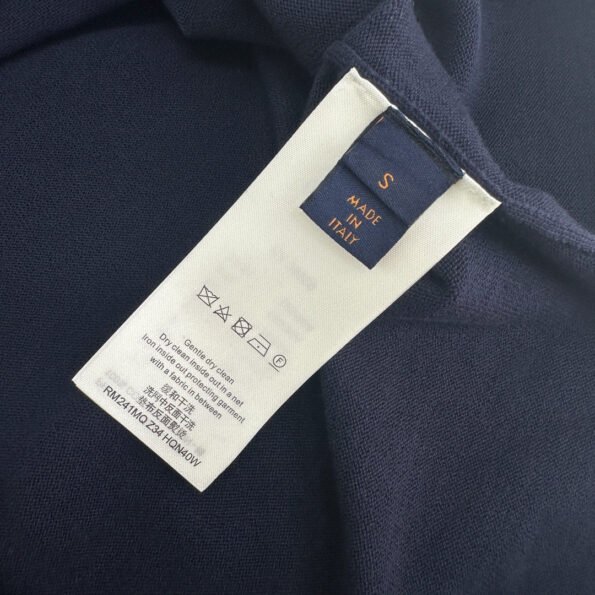 S
MADE
IN
ITALY
Gentle dry clean
Dry clean inside out in a net
Iron inside out protecting garment
with a fabric in between
緩和干洗
洗网中反面干洗
垫布反面熨烫
RM241MQ Z34 HQN40W